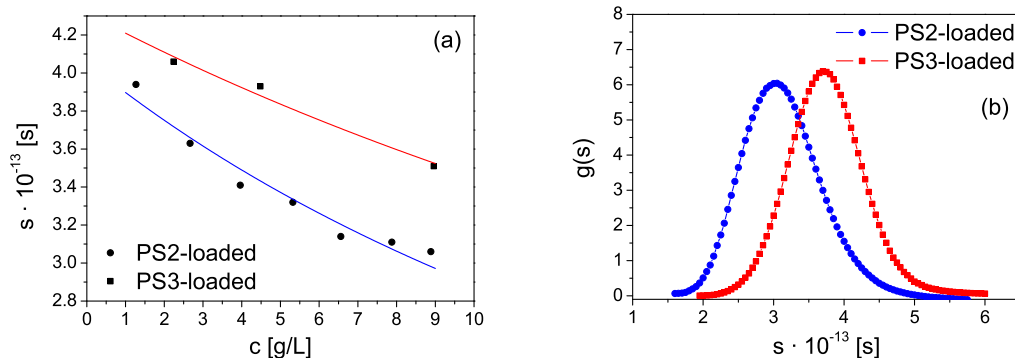 (a)
s · 10⁻¹³ [s]
4.2
4.0
3.8
3.6
3.4
3.2
3.0
2.8
PS2-loaded
PS3-loaded
0 1 2 3 4 5 6 7 8 9 10
c [g/L]
PS2-loaded
PS3-loaded
(b)
g(s)
8
7
6
5
4
3
2
1
0
1 2 3 4 5 6
s · 10⁻¹³ [s]